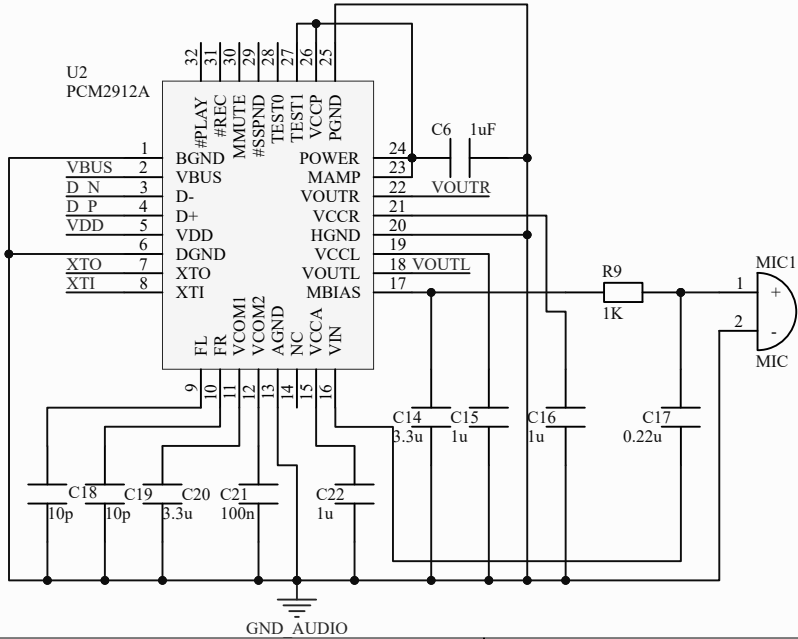 32
31
30
29
28
27
26
25
U2
PCM2912A
#PLAY
#REC
MMUTE
#SSPND
TEST0
TEST1
VCCP
PGND
1 BGND
VBUS 2 VBUS
D_N 3 D-
D_P 4 D+
VDD 5 VDD
6 DGND
XTO 7 XTO
XTI 8 XTI
POWER 24
MAMP 23
VOUTR 22 VOUTR
VCCR 21
HGND 20
VCCL 19
VOUTL 18 VOUTL
MBIAS 17
C6 1uF
R9
1K
MIC1
1 +
2 -
MIC
FL
FR
VCOM1
VCOM2
AGND
NC
VCCA
VIN
9
10
11
12
13
14
15
16
C14
3.3u
C15
1u
C16
1u
C17
0.22u
C18
10p
C19
10p
C20
3.3u
C21
100n
C22
1u
GND_AUDIO